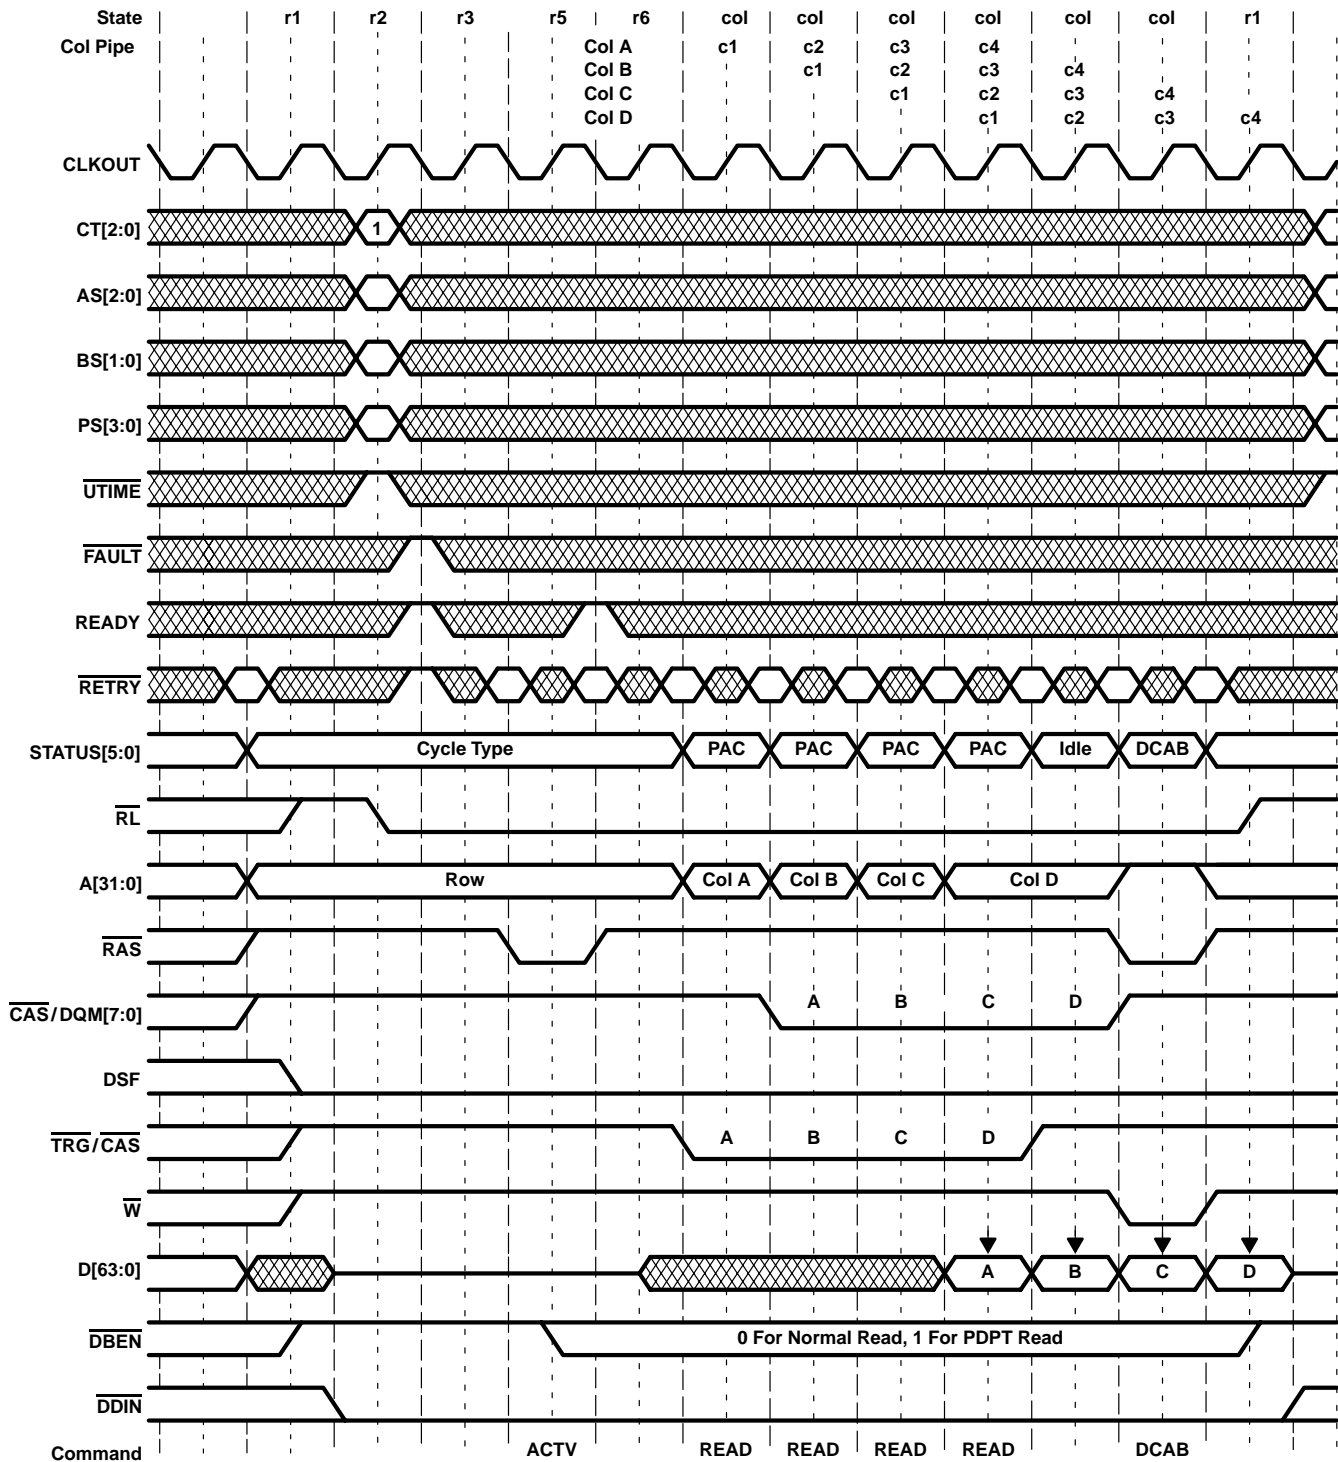 State r1 r2 r3 r5 r6 col col col col col col r1
Col Pipe Col A c1 c2 c3 c4
Col B c1 c2 c3 c4
Col C c1 c2 c3 c4
Col D c1 c2 c3 c4
CLKOUT
CT[2:0] 1
AS[2:0]
BS[1:0]
PS[3:0]
UTIME
FAULT
READY
RETRY
STATUS[5:0] Cycle Type PAC PAC PAC PAC Idle DCAB
RL
A[31:0] Row Col A Col B Col C Col D
RAS
CAS/DQM[7:0] A B C D
DSF
TRG/CAS A B C D
W
D[63:0] A B C D
DBEN 0 For Normal Read, 1 For PDPT Read
DDIN
Command ACTV READ READ READ READ DCAB